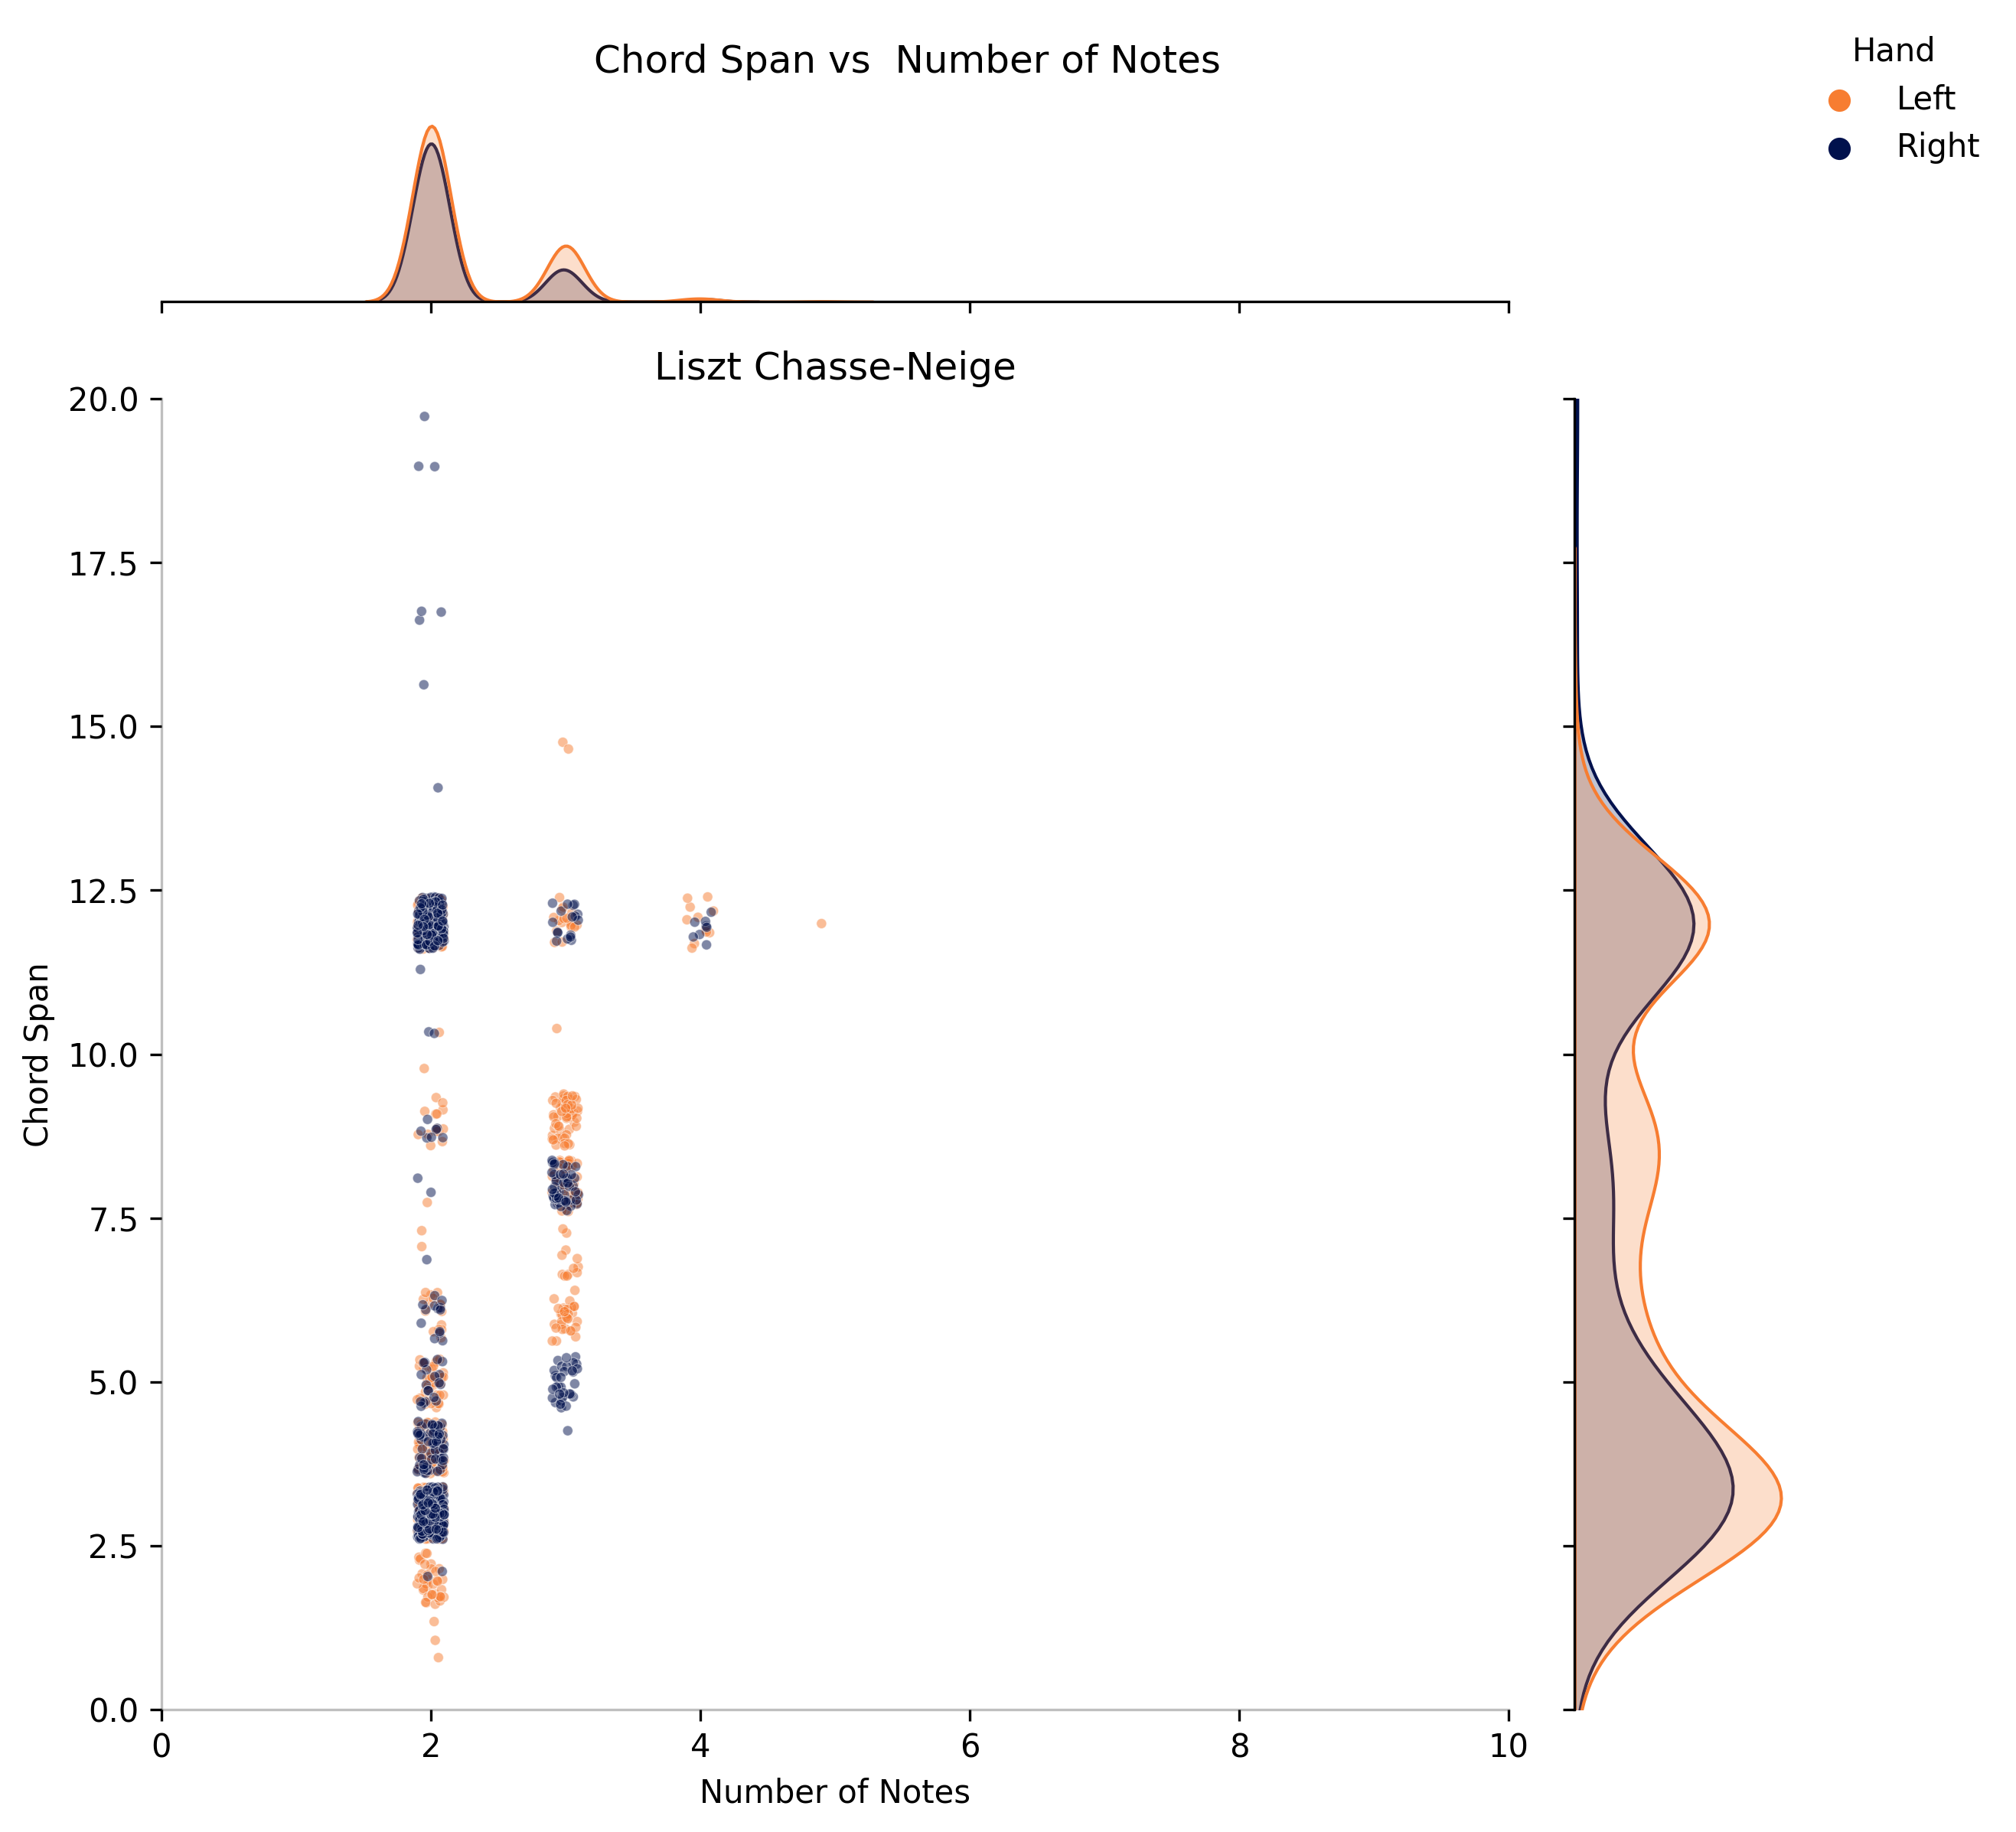 Chord Span vs  Number of Notes
Hand
Left
Right
Liszt Chasse-Neige
20.0
17.5
15.0
12.5
10.0
7.5
5.0
2.5
0.0
Chord Span
0 2 4 6 8 10
Number of Notes